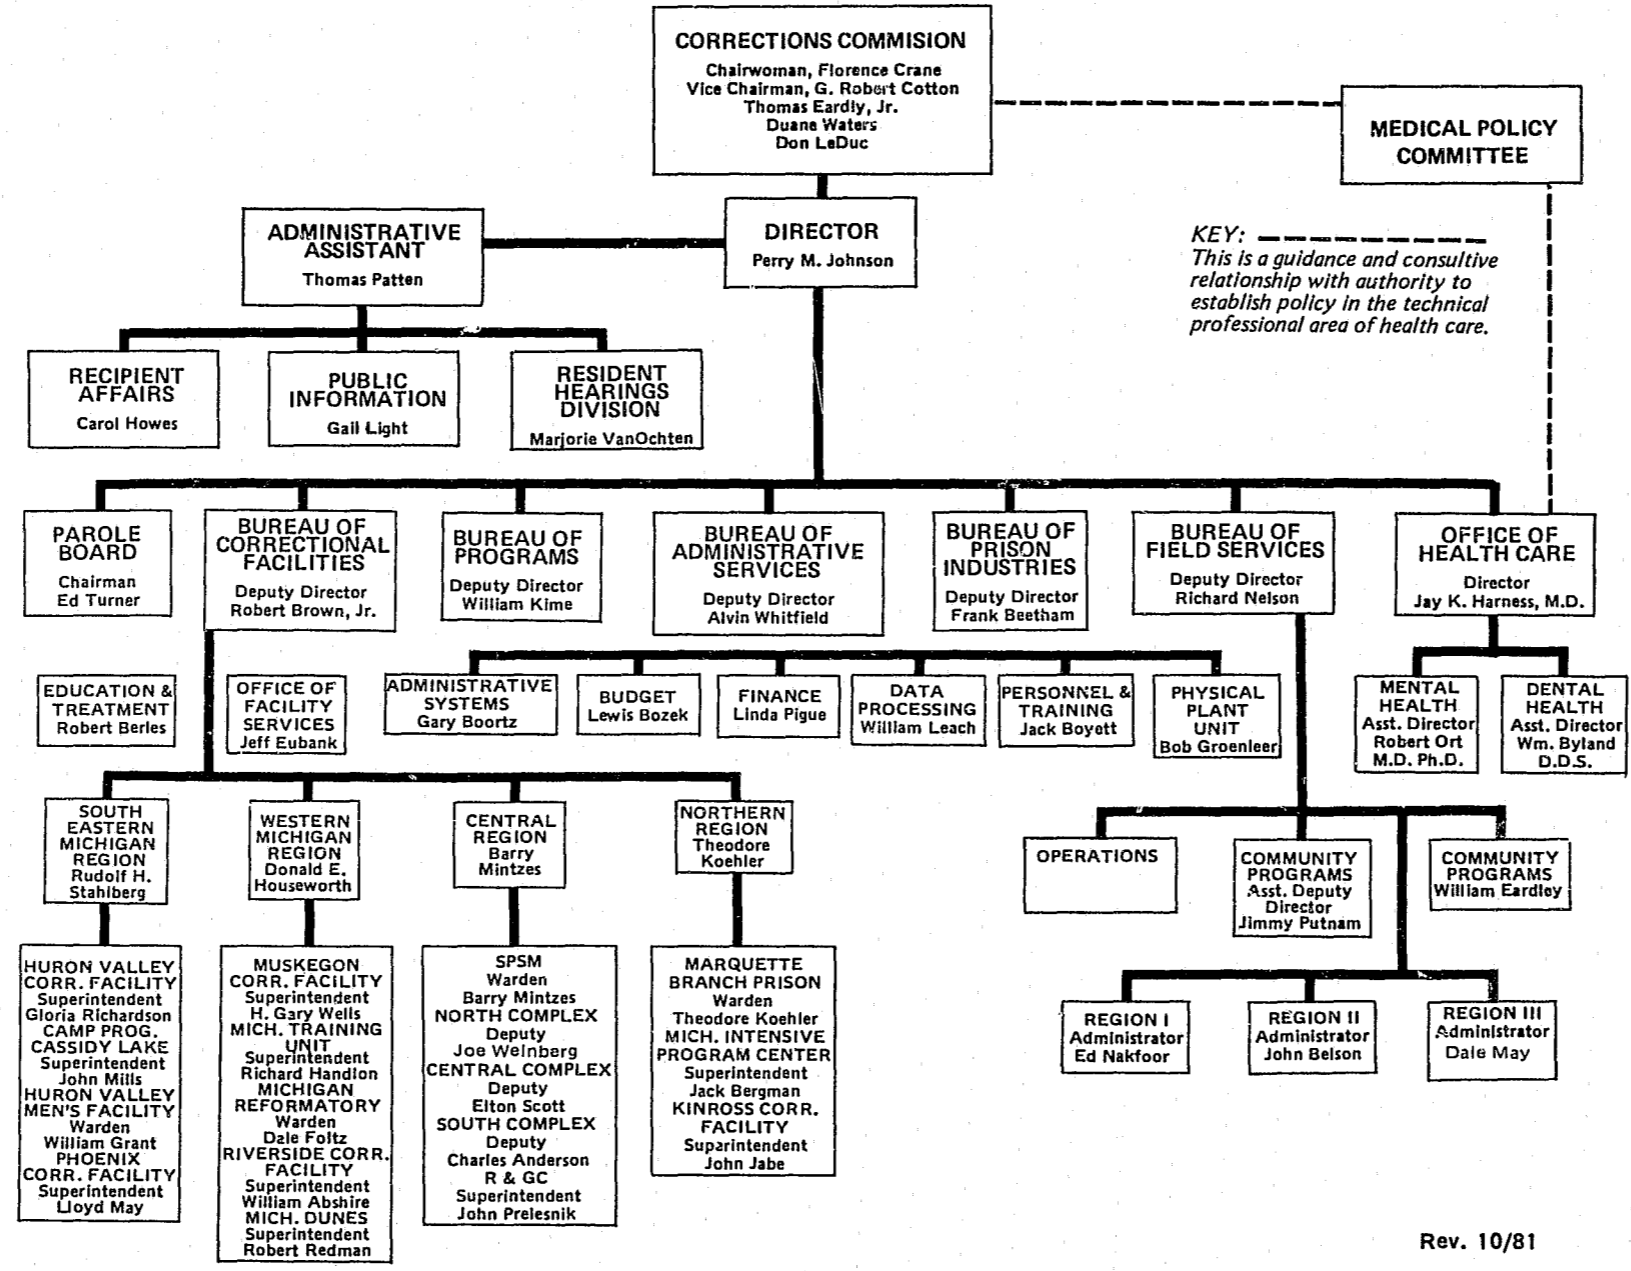 CORRECTIONS COMMISION
Chairwoman, Florence Crane
Vice Chairman, G. Robert Cotton
Thomas Eardly, Jr.
Duane Waters
Don LeDuc
MEDICAL POLICY
COMMITTEE
ADMINISTRATIVE
ASSISTANT
Thomas Patten
DIRECTOR
Perry M. Johnson
KEY:
This is a guidance and consultive
relationship with authority to
establish policy in the technical
professional area of health care.
RECIPIENT
AFFAIRS
Carol Howes
PUBLIC
INFORMATION
Gail Light
RESIDENT
HEARINGS
DIVISION
Marjorie VanOchten
PAROLE
BOARD
Chairman
Ed Turner
BUREAU OF
CORRECTIONAL
FACILITIES
Deputy Director
Robert Brown, Jr.
BUREAU OF
PROGRAMS
Deputy Director
William Kime
BUREAU OF
ADMINISTRATIVE
SERVICES
Deputy Director
Alvin Whitfield
BUREAU OF
PRISON
INDUSTRIES
Deputy Director
Frank Beetham
BUREAU OF
FIELD SERVICES
Deputy Director
Richard Nelson
OFFICE OF
HEALTH CARE
Director
Jay K. Harness, M.D.
EDUCATION &
TREATMENT
Robert Berles
OFFICE OF
FACILITY
SERVICES
Jeff Eubank
ADMINISTRATIVE
SYSTEMS
Gary Boortz
BUDGET
Lewis Bozek
FINANCE
Linda Pigue
DATA
PROCESSING
William Leach
PERSONNEL &
TRAINING
Jack Boyett
PHYSICAL
PLANT
UNIT
Bob Groenleer
MENTAL
HEALTH
Asst. Director
Robert Ort
M.D. Ph.D.
DENTAL
HEALTH
Asst. Director
Wm. Byland
D.D.S.
SOUTH
EASTERN
MICHIGAN
REGION
Rudolf H.
Stahlberg
WESTERN
MICHIGAN
REGION
Donald E.
Houseworth
CENTRAL
REGION
Barry
Mintzes
NORTHERN
REGION
Theodore
Koehler
OPERATIONS
COMMUNITY
PROGRAMS
Asst. Deputy
Director
Jimmy Putnam
COMMUNITY
PROGRAMS
William Eardley
HURON VALLEY
CORR. FACILITY
Superintendent
Gloria Richardson
CAMP PROG.
CASSIDY LAKE
Superintendent
John Mills
HURON VALLEY
MEN'S FACILITY
Warden
William Grant
PHOENIX
CORR. FACILITY
Superintendent
Lloyd May
MUSKEGON
CORR. FACILITY
Superintendent
H. Gary Wells
MICH. TRAINING
UNIT
Superintendent
Richard Handlon
MICHIGAN
REFORMATORY
Warden
Dale Foltz
RIVERSIDE CORR.
FACILITY
Superintendent
William Abshire
MICH. DUNES
Superintendent
Robert Redman
SPSM
Warden
Barry Mintzes
NORTH COMPLEX
Deputy
Joe Weinberg
CENTRAL COMPLEX
Deputy
Elton Scott
SOUTH COMPLEX
Deputy
Charles Anderson
R & GC
Superintendent
John Prelesnik
MARQUETTE
BRANCH PRISON
Warden
Theodore Koehler
MICH. INTENSIVE
PROGRAM CENTER
Superintendent
Jack Bergman
KINROSS CORR.
FACILITY
Superintendent
John Jabe
REGION I
Administrator
Ed Nakfoor
REGION II
Administrator
John Belson
REGION III
Administrator
Dale May
Rev. 10/81